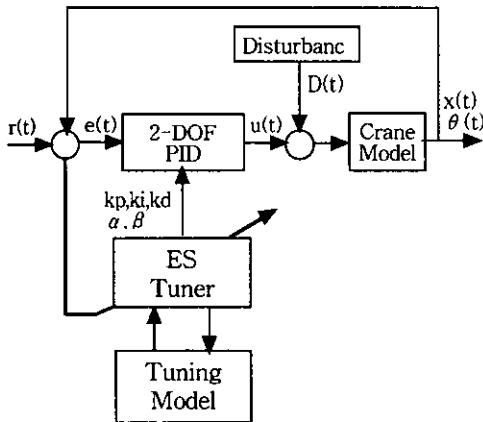 Disturbanc
D(t)
x(t)
θ(t)
r(t)
e(t)
2-DOF
PID
u(t)
Crane
Model
kp,ki,kd
α, β
ES
Tuner
Tuning
Model